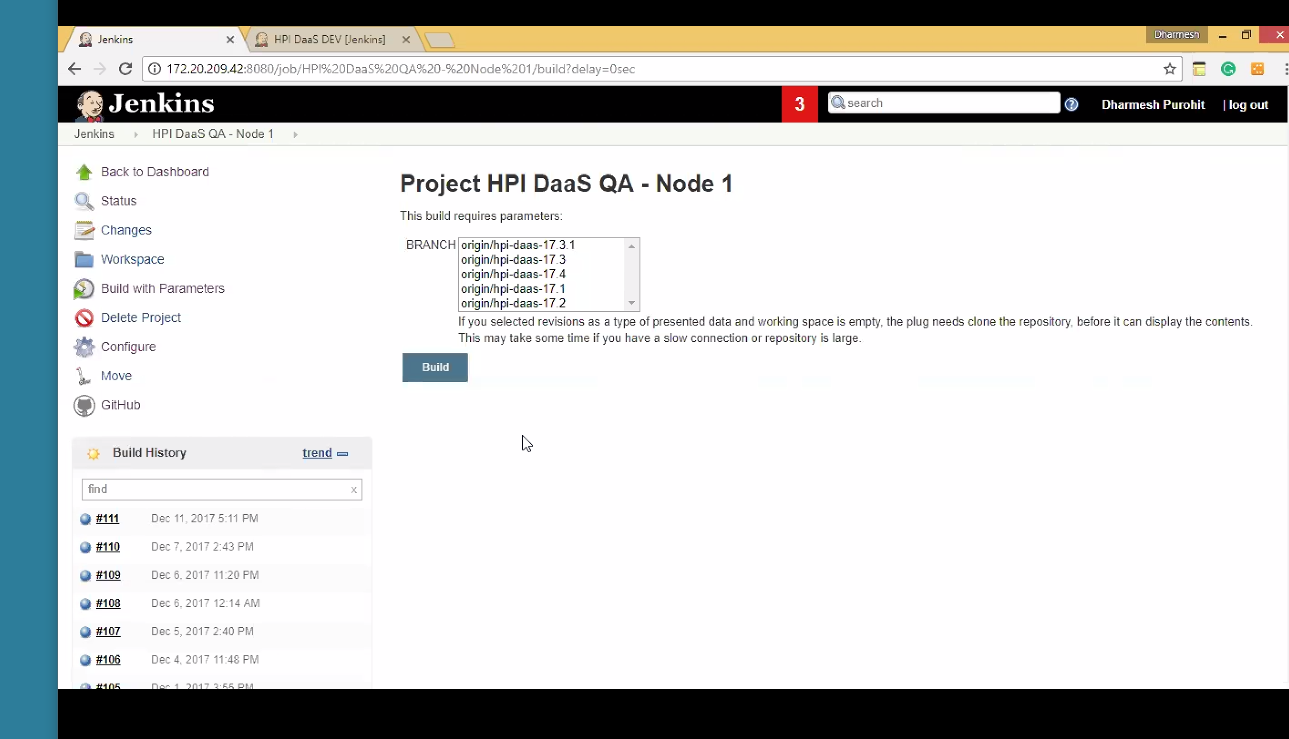 Jenkins
HPI DaaS DEV [Jenkins]
Dharmesh
172.20.209.42:8080/job/HPI%20DaaS%20QA%20-%20Node%201/build?delay=0sec
Jenkins
3
search
Dharmesh Purohit
| log out
Jenkins
HPI DaaS QA - Node 1
Back to Dashboard
Status
Changes
Workspace
Build with Parameters
Delete Project
Configure
Move
GitHub
Project HPI DaaS QA - Node 1
This build requires parameters:
BRANCH
origin/hpi-daas-17.3.1
origin/hpi-daas-17.3
origin/hpi-daas-17.4
origin/hpi-daas-17.1
origin/hpi-daas-17.2
If you selected revisions as a type of presented data and working space is empty, the plug needs clone the repository, before it can display the contents.
This may take some time if you have a slow connection or repository is large.
Build
Build History
trend
find
x
#111 Dec 11, 2017 5:11 PM
#110 Dec 7, 2017 2:43 PM
#109 Dec 6, 2017 11:20 PM
#108 Dec 6, 2017 12:14 AM
#107 Dec 5, 2017 2:40 PM
#106 Dec 4, 2017 11:48 PM
#105 Dec 1, 2017 3:55 PM